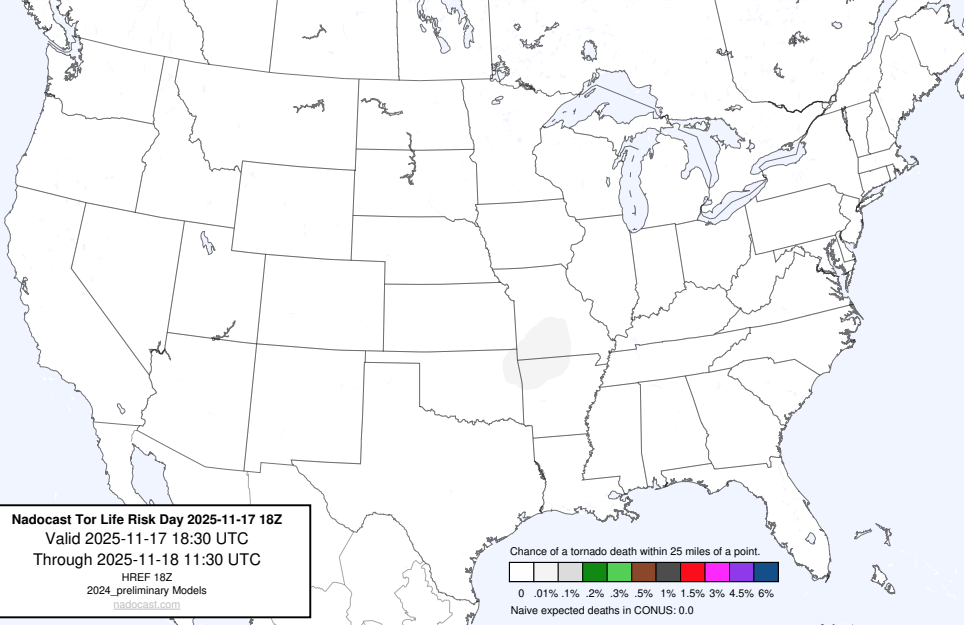 Nadocast Tor Life Risk Day 2025-11-17 18Z
Valid 2025-11-17 18:30 UTC
Through 2025-11-18 11:30 UTC
HREF 18Z
2024_preliminary Models
nadocast.com
Chance of a tornado death within 25 miles of a point.
0 .01% .1% .2% .3% .5% 1% 1.5% 3% 4.5% 6%
Naive expected deaths in CONUS: 0.0